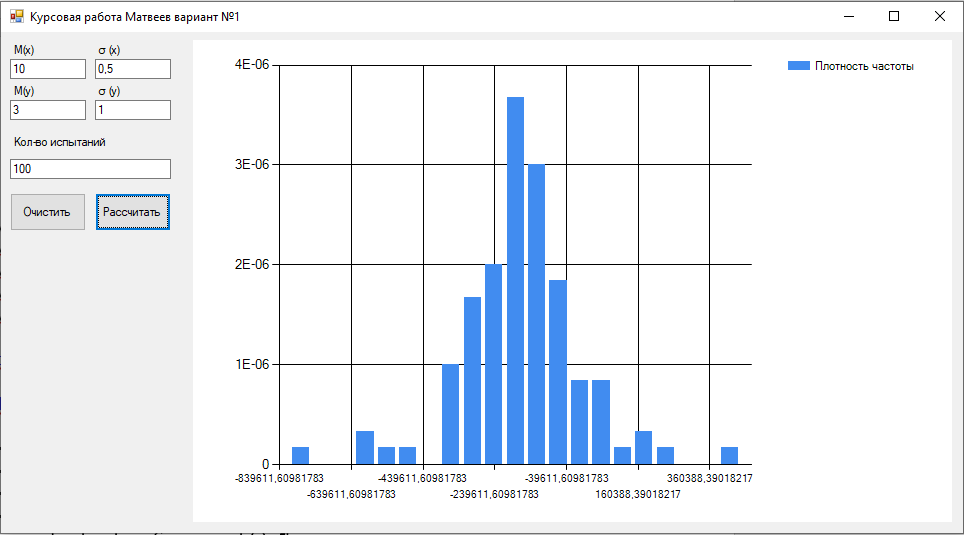 Курсовая работа Матвеев вариант №1
M(x) σ (x)
10 0,5
M(y) σ (y)
3 1
Кол-во испытаний
100
Очистить Рассчитать
4E-06
3E-06
2E-06
1E-06
0
-839611,60981783 -439611,60981783 -39611,60981783 360388,39018217
-639611,60981783 -239611,60981783 160388,39018217
Плотность частоты